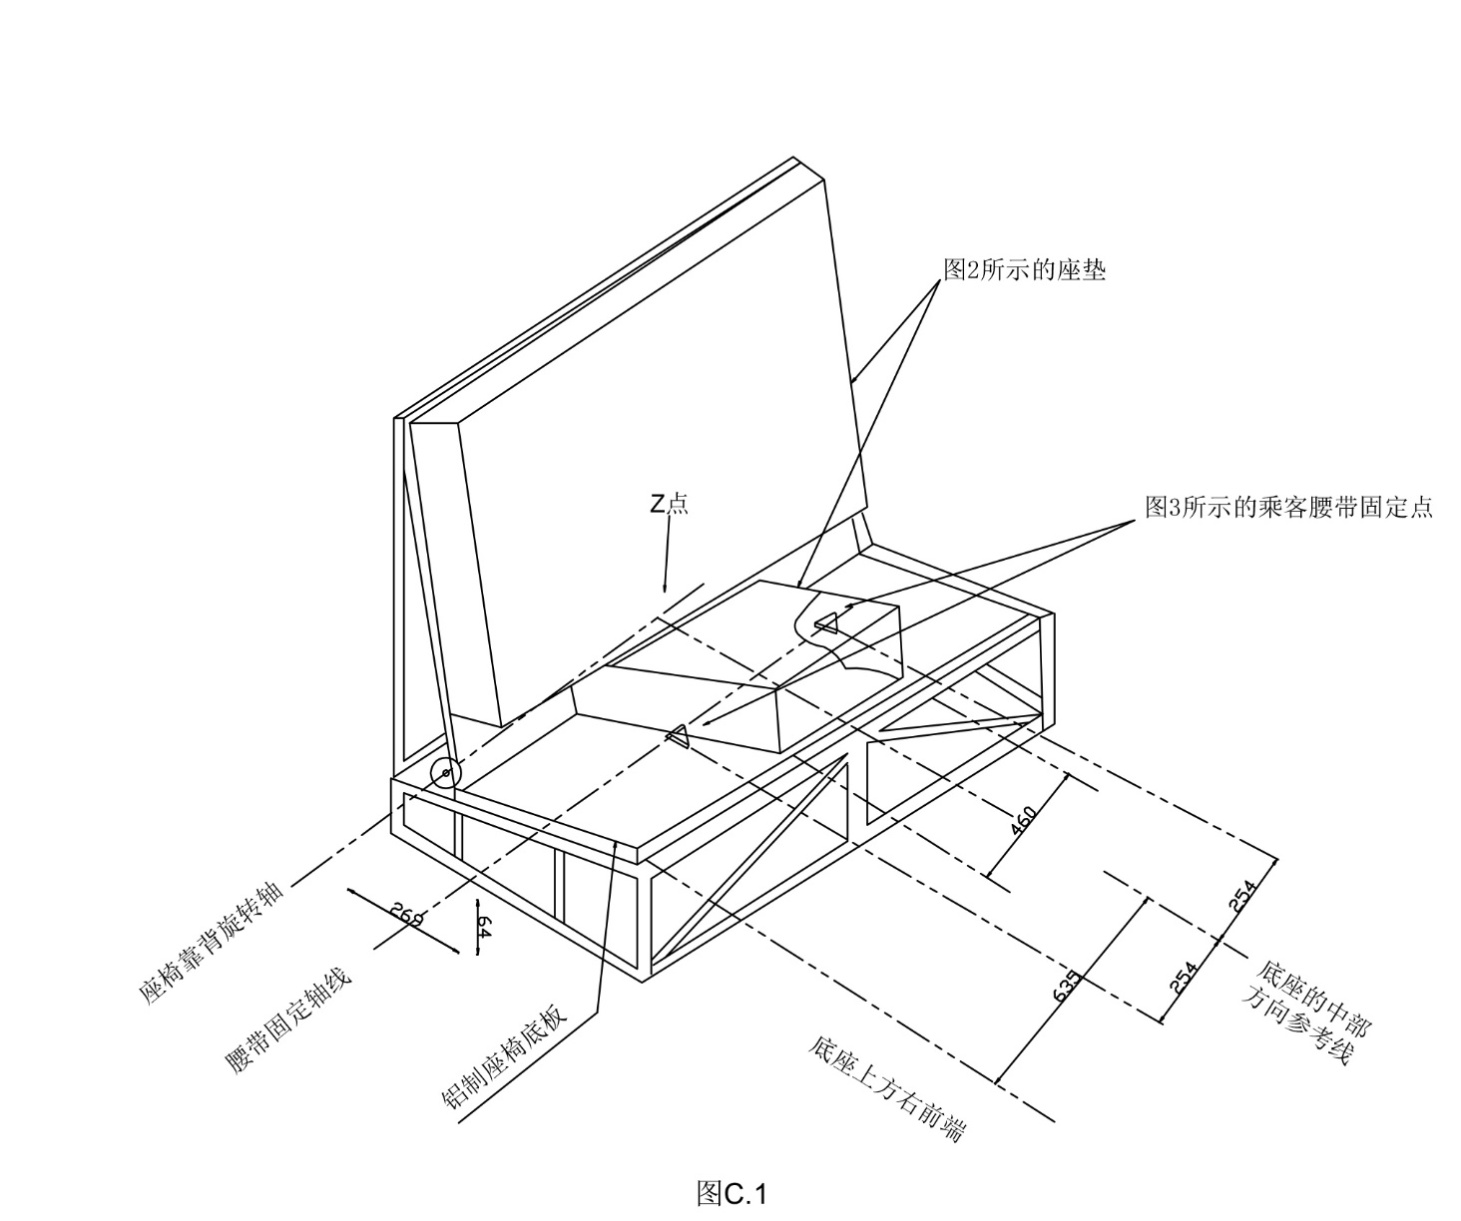 图2所示的座垫
Z点
图3所示的乘客腰带固定点
460
254
254
635
269
64
座椅靠背旋转轴
腰带固定轴线
铝制座椅底板
底座上方右前端
底座的中部
方向参考线
图C.1